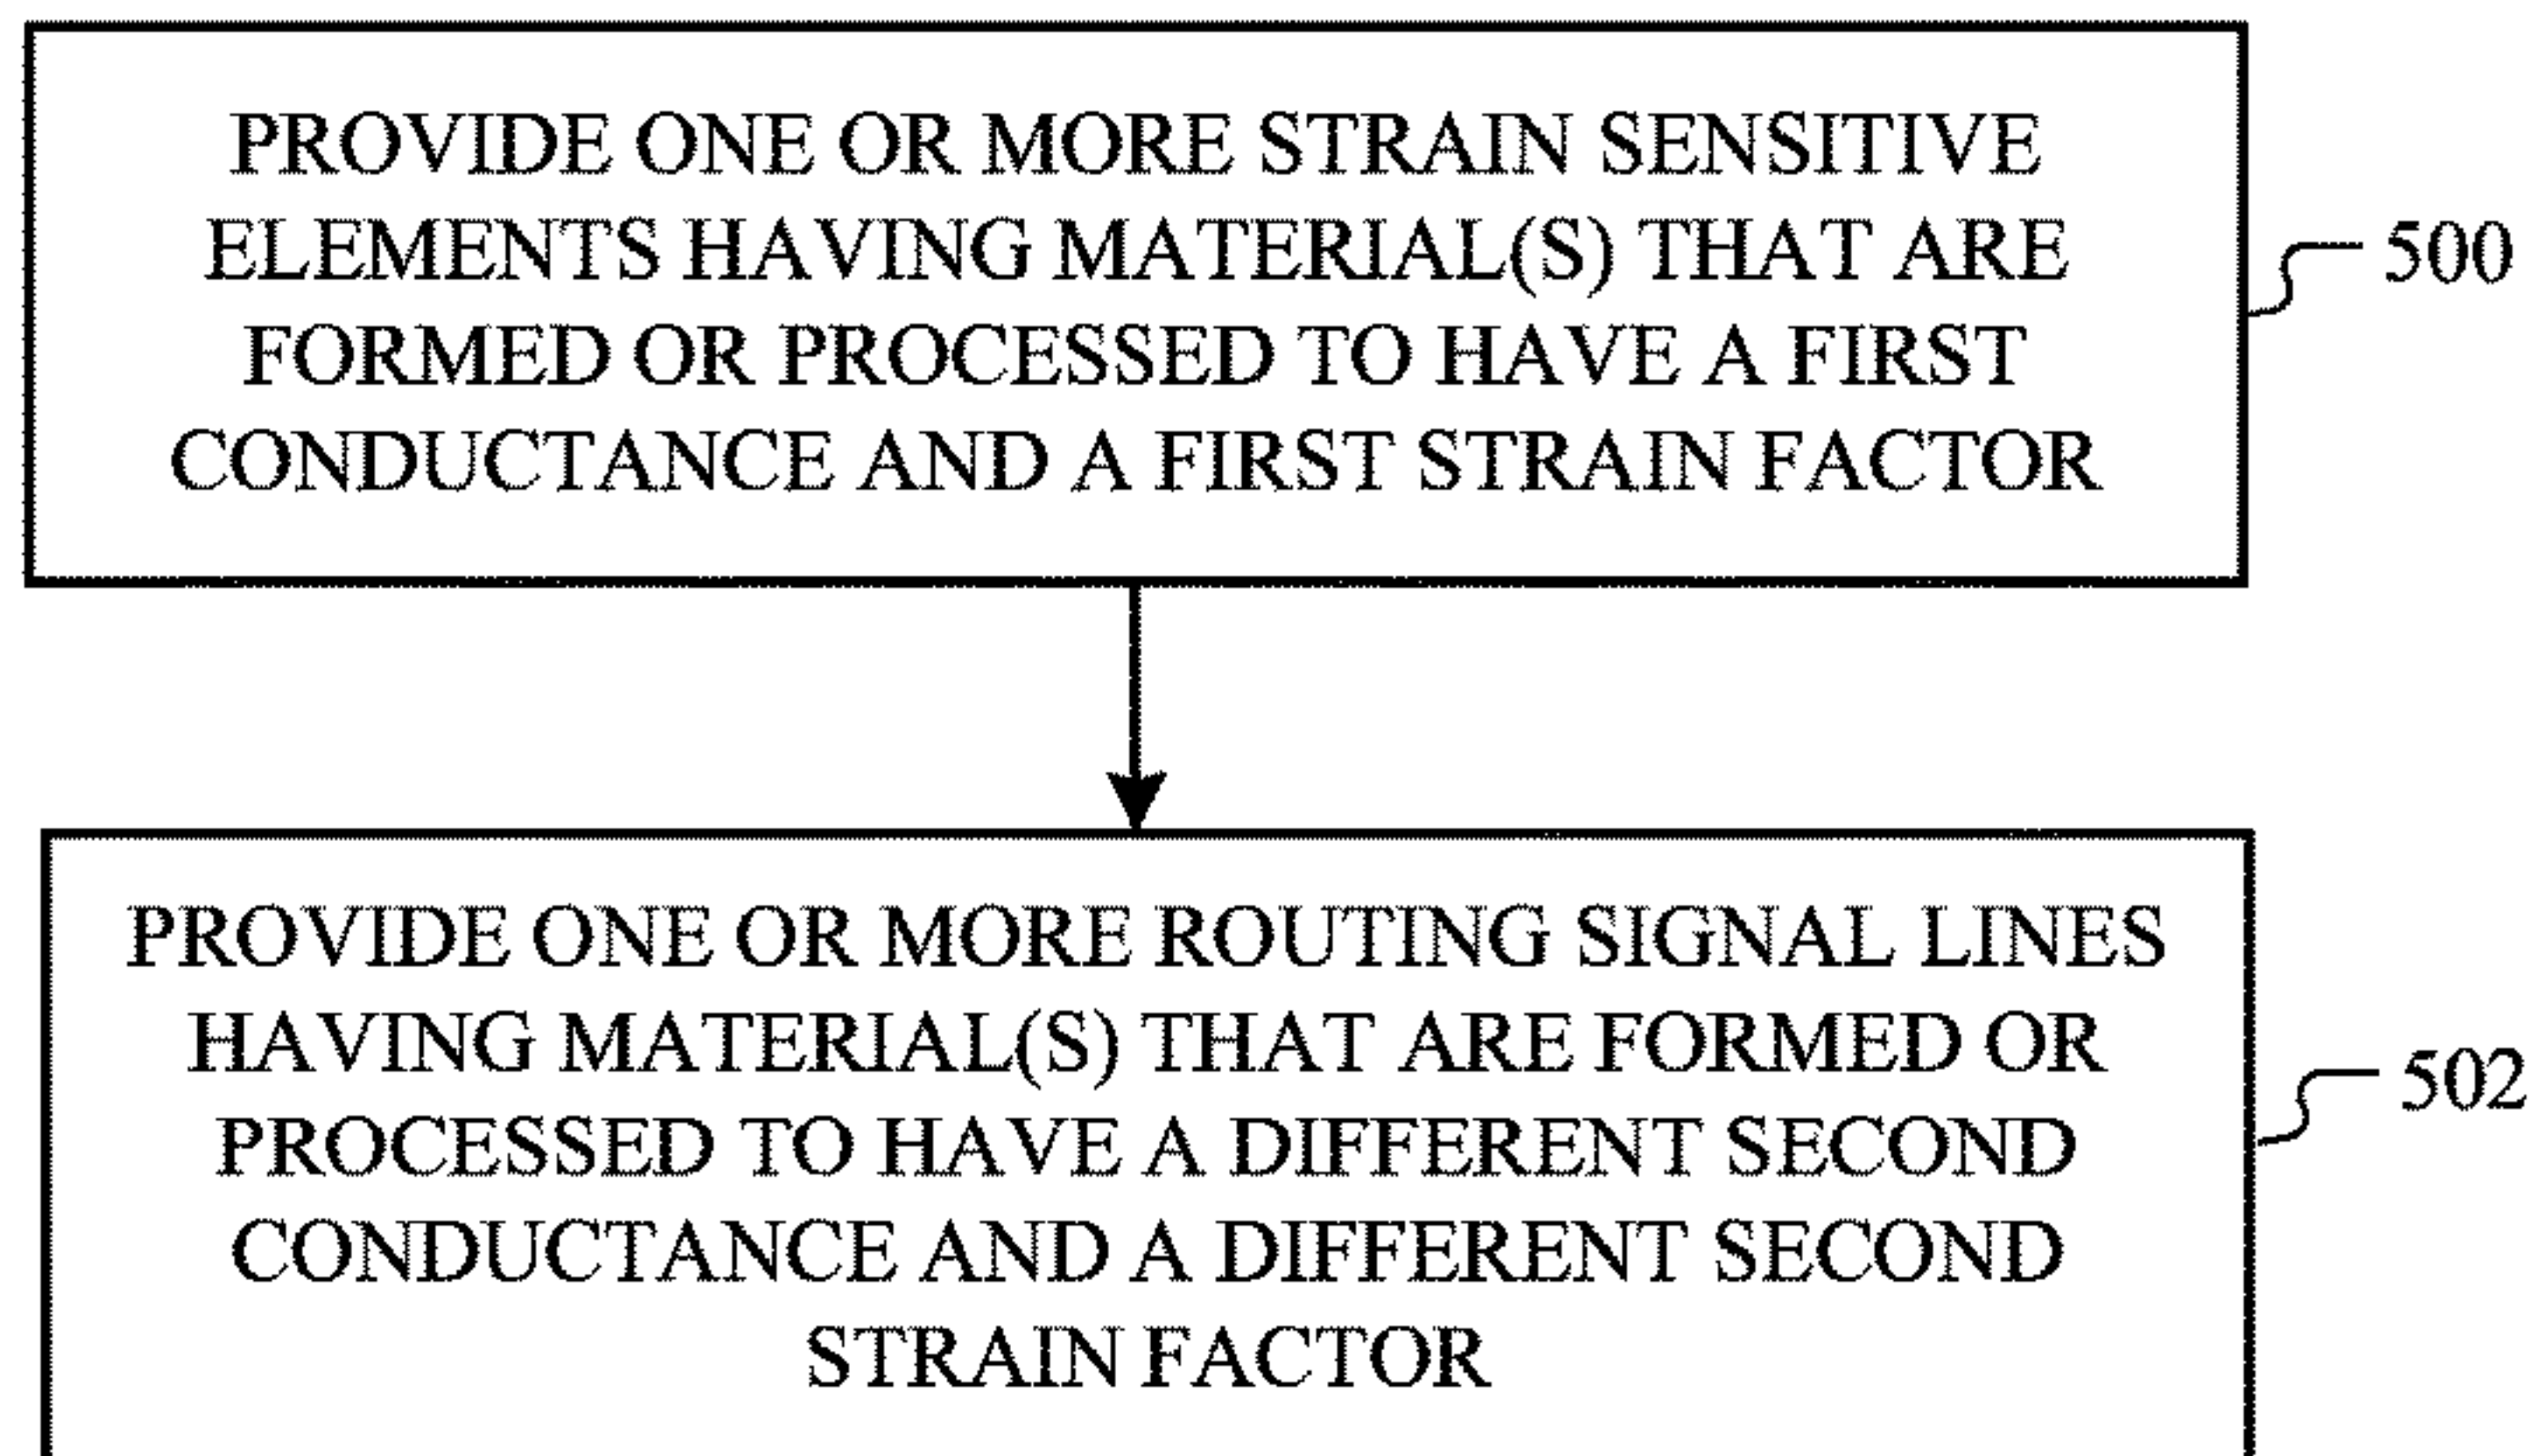 PROVIDE ONE OR MORE STRAIN SENSITIVE
ELEMENTS HAVING MATERIAL(S) THAT ARE
FORMED OR PROCESSED TO HAVE A FIRST
CONDUCTANCE AND A FIRST STRAIN FACTOR
500
PROVIDE ONE OR MORE ROUTING SIGNAL LINES
HAVING MATERIAL(S) THAT ARE FORMED OR
PROCESSED TO HAVE A DIFFERENT SECOND
CONDUCTANCE AND A DIFFERENT SECOND
STRAIN FACTOR
502